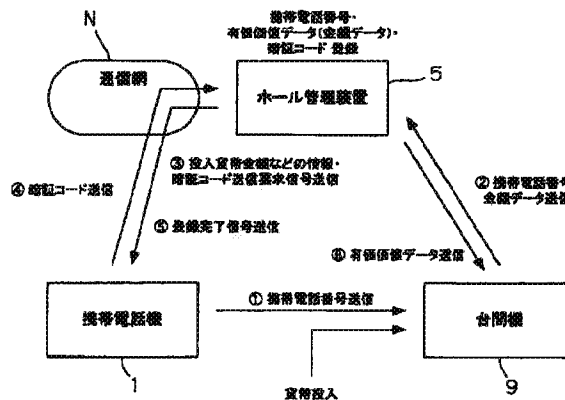 携帯電話番号・
有価価値データ(金額データ)・
暗証コード 登録
N
通信網
ホール管理装置
5
③ 投入貨幣金額などの情報・
暗証コード送信要求信号送信
④ 暗証コード送信
② 携帯電話番号
金額データ送信
⑤ 登録完了信号送信
⑥ 有価価値データ送信
① 携帯電話番号送信
携帯電話機
台間機
1
貨幣投入
9